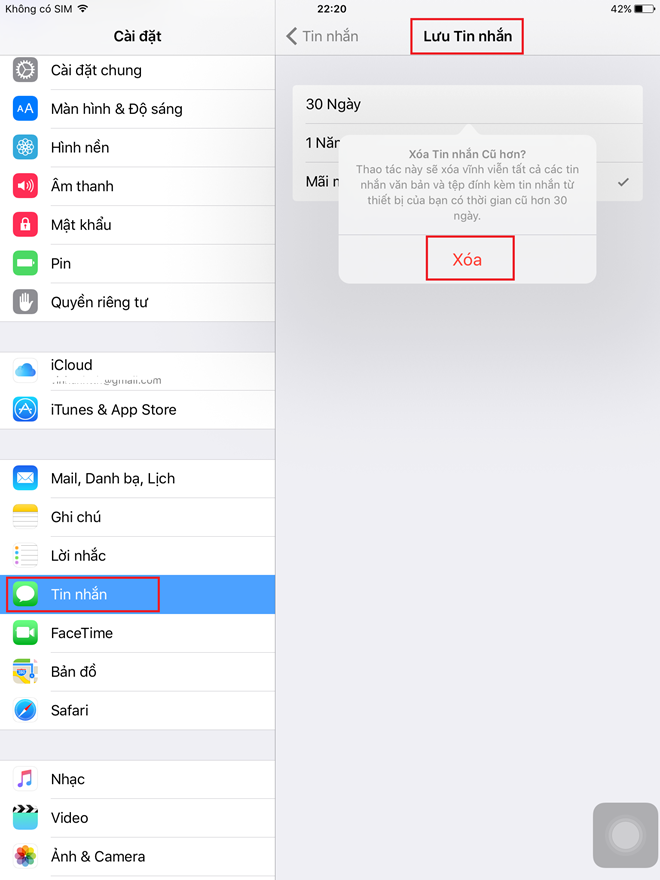 Không có SIM
22:20
42%
Cài đặt
Cài đặt chung
Màn hình & Độ sáng
Hình nền
Âm thanh
Mật khẩu
Pin
Quyền riêng tư
iCloud
@gmail.com
iTunes & App Store
Mail, Danh bạ, Lịch
Ghi chú
Lời nhắc
Tin nhắn
FaceTime
Bản đồ
Safari
Nhạc
Video
Ảnh & Camera
Tin nhắn
Lưu Tin nhắn
30 Ngày
1 Năm
Mãi
Xóa Tin nhắn Cũ hơn?
Thao tác này sẽ xóa vĩnh viễn tất cả các tin
nhắn văn bản và tệp đính kèm tin nhắn từ
thiết bị của bạn có thời gian cũ hơn 30
ngày.
Xóa